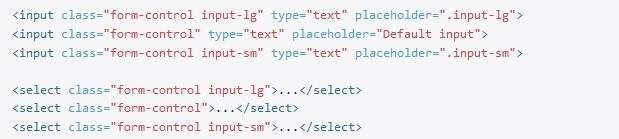 <input class="form-control input-lg" type="text" placeholder=".input-lg">
<input class="form-control" type="text" placeholder="Default input">
<input class="form-control input-sm" type="text" placeholder=".input-sm">
<select class="form-control input-lg">...</select>
<select class="form-control">...</select>
<select class="form-control input-sm">...</select>